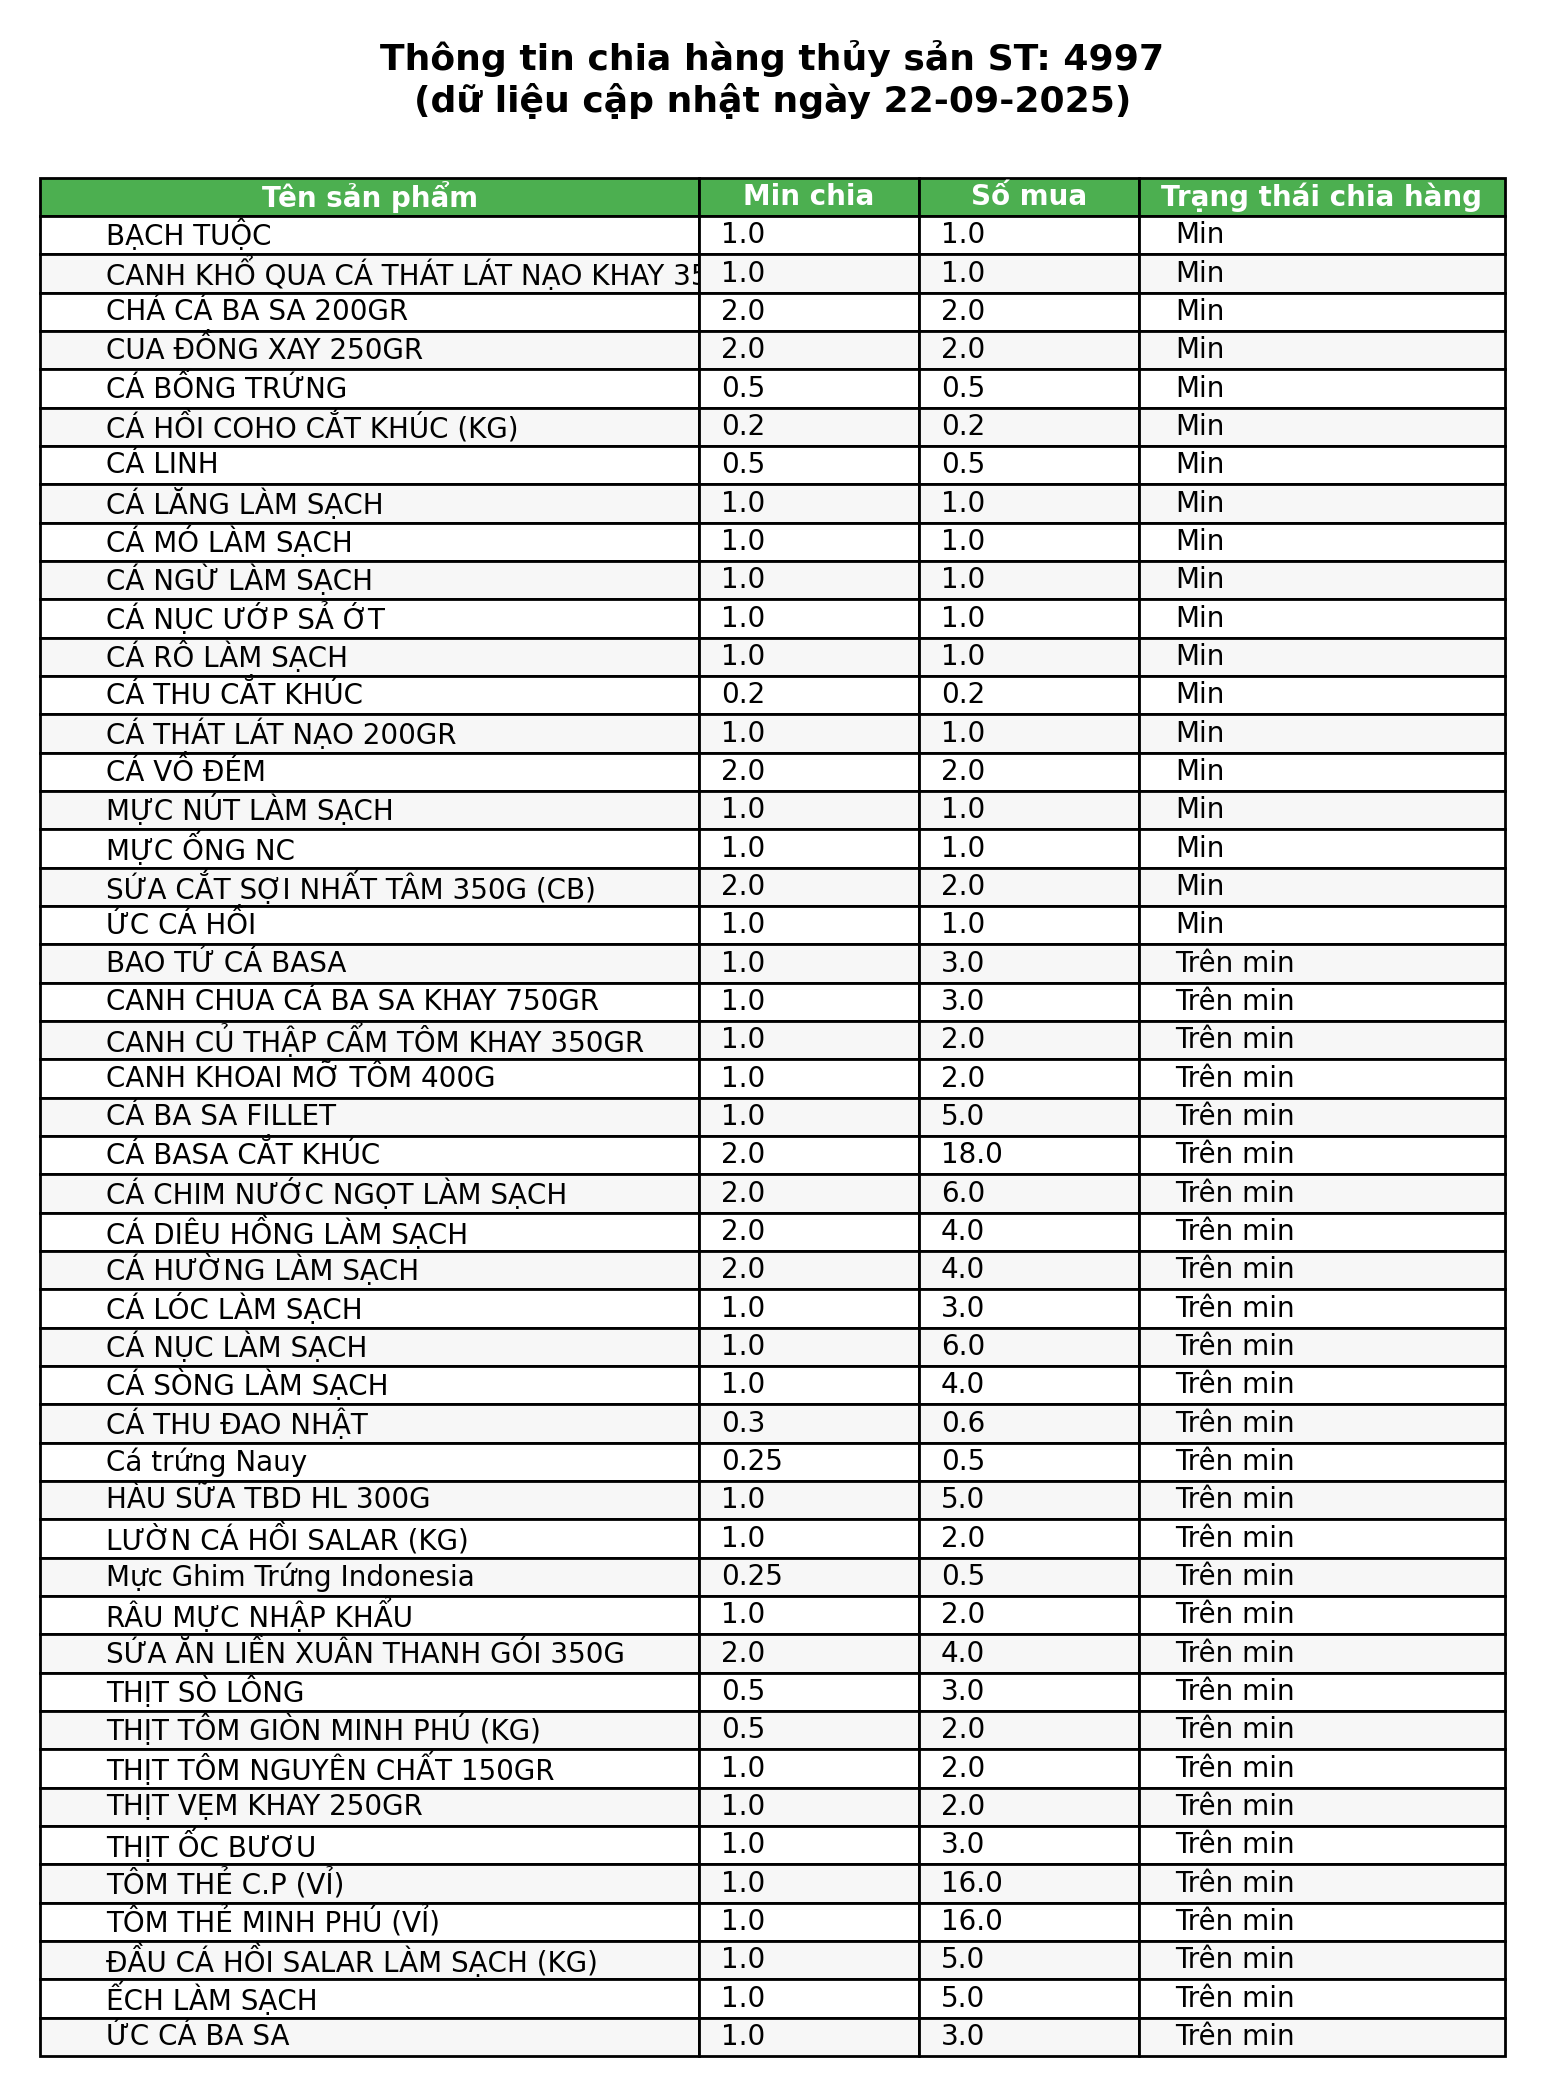 Thông tin chia hàng thủy sản ST: 4997
(dữ liệu cập nhật ngày 22-09-2025)
Tên sản phẩm Min chia Số mua Trạng thái chia hàng
BẠCH TUỘC 1.0 1.0 Min
CANH KHỔ QUA CÁ THÁT LÁT NẠO KHAY 35 1.0 1.0 Min
CHẢ CÁ BA SA 200GR 2.0 2.0 Min
CUA ĐỒNG XAY 250GR 2.0 2.0 Min
CÁ BỐNG TRỨNG 0.5 0.5 Min
CÁ HỒI COHO CẮT KHÚC (KG) 0.2 0.2 Min
CÁ LINH 0.5 0.5 Min
CÁ LĂNG LÀM SẠCH 1.0 1.0 Min
CÁ MÓ LÀM SẠCH 1.0 1.0 Min
CÁ NGỪ LÀM SẠCH 1.0 1.0 Min
CÁ NỤC ƯỚP SẢ ỚT 1.0 1.0 Min
CÁ RÔ LÀM SẠCH 1.0 1.0 Min
CÁ THU CẮT KHÚC 0.2 0.2 Min
CÁ THÁT LÁT NẠO 200GR 1.0 1.0 Min
CÁ VỒ ĐÉM 2.0 2.0 Min
MỰC NÚT LÀM SẠCH 1.0 1.0 Min
MỰC ỐNG NC 1.0 1.0 Min
SỨA CẮT SỢI NHẤT TÂM 350G (CB) 2.0 2.0 Min
ỨC CÁ HỒI 1.0 1.0 Min
BAO TỬ CÁ BASA 1.0 3.0 Trên min
CANH CHUA CÁ BA SA KHAY 750GR 1.0 3.0 Trên min
CANH CỦ THẬP CẨM TÔM KHAY 350GR 1.0 2.0 Trên min
CANH KHOAI MỠ TÔM 400G 1.0 2.0 Trên min
CÁ BA SA FILLET 1.0 5.0 Trên min
CÁ BASA CẮT KHÚC 2.0 18.0 Trên min
CÁ CHIM NƯỚC NGỌT LÀM SẠCH 2.0 6.0 Trên min
CÁ DIÊU HỒNG LÀM SẠCH 2.0 4.0 Trên min
CÁ HƯỜNG LÀM SẠCH 2.0 4.0 Trên min
CÁ LÓC LÀM SẠCH 1.0 3.0 Trên min
CÁ NỤC LÀM SẠCH 1.0 6.0 Trên min
CÁ SÒNG LÀM SẠCH 1.0 4.0 Trên min
CÁ THU ĐAO NHẬT 0.3 0.6 Trên min
Cá trứng Nauy 0.25 0.5 Trên min
HÀU SỮA TBD HL 300G 1.0 5.0 Trên min
LƯỜN CÁ HỒI SALAR (KG) 1.0 2.0 Trên min
Mực Ghim Trứng Indonesia 0.25 0.5 Trên min
RÂU MỰC NHẬP KHẨU 1.0 2.0 Trên min
SỨA ĂN LIỀN XUÂN THANH GÓI 350G 2.0 4.0 Trên min
THỊT SÒ LÔNG 0.5 3.0 Trên min
THỊT TÔM GIÒN MINH PHÚ (KG) 0.5 2.0 Trên min
THỊT TÔM NGUYÊN CHẤT 150GR 1.0 2.0 Trên min
THỊT VẸM KHAY 250GR 1.0 2.0 Trên min
THỊT ỐC BƯƠU 1.0 3.0 Trên min
TÔM THẺ C.P (VỈ) 1.0 16.0 Trên min
TÔM THẺ MINH PHÚ (VỈ) 1.0 16.0 Trên min
ĐẦU CÁ HỒI SALAR LÀM SẠCH (KG) 1.0 5.0 Trên min
ẾCH LÀM SẠCH 1.0 5.0 Trên min
ỨC CÁ BA SA 1.0 3.0 Trên min